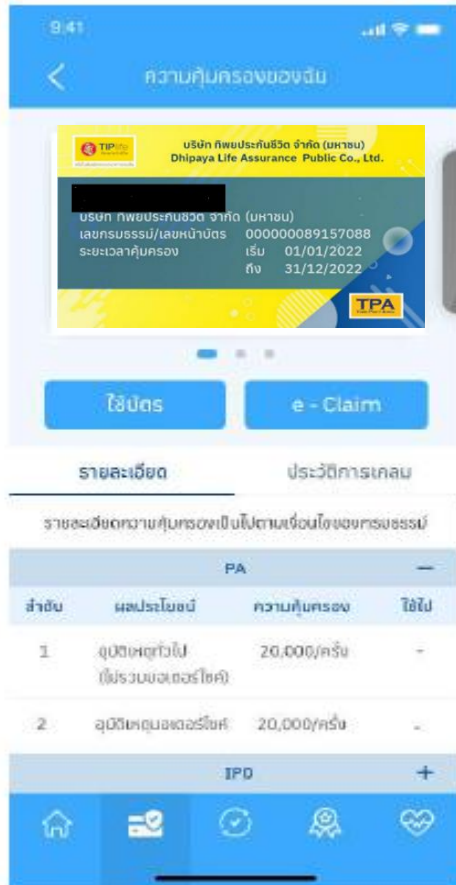 9:41
ความคุ้มครองของฉัน
TIPlife
บริษัท ทิพยประกันชีวิต จำกัด (มหาชน)
Dhipaya Life Assurance Public Co., Ltd.
บริษัท ทิพยประกันชีวิต จำกัด (มหาชน)
เลขกรมธรรม์/เลขหน้าบัตร 000000089157088
ระยะเวลาคุ้มครอง เริ่ม 01/01/2022
ถึง 31/12/2022
TPA
ใช้บัตร e - Claim
รายละเอียด ประวัติการเคลม
รายละเอียดความคุ้มครองเป็นไปตามเงื่อนไขของกรมธรรม์
PA –
ลำดับ ผลประโยชน์ ความคุ้มครอง ใช้ไป
1 อุบัติเหตุทั่วไป 20,000/ครั้ง -
(ไม่รวมมอเตอร์ไซค์)
2 อุบัติเหตุมอเตอร์ไซค์ 20,000/ครั้ง -
IPD +